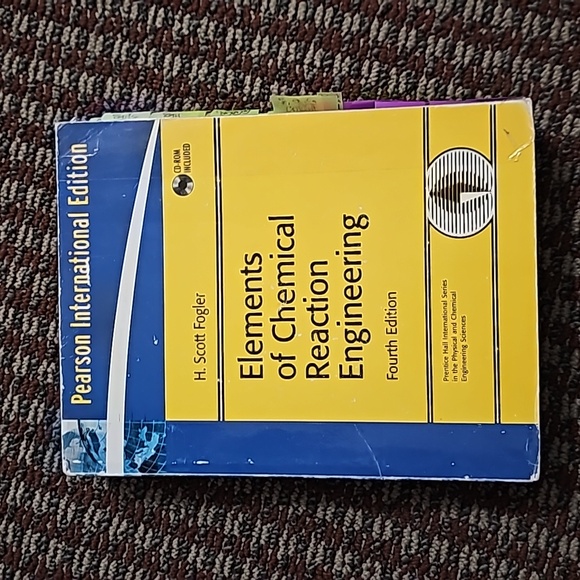 Pearson International Edition
CD-ROM
INCLUDED
H. Scott Fogler
Elements
of Chemical
Reaction
Engineering
Fourth Edition
Prentice Hall International Series
in the Physical and Chemical
Engineering Sciences